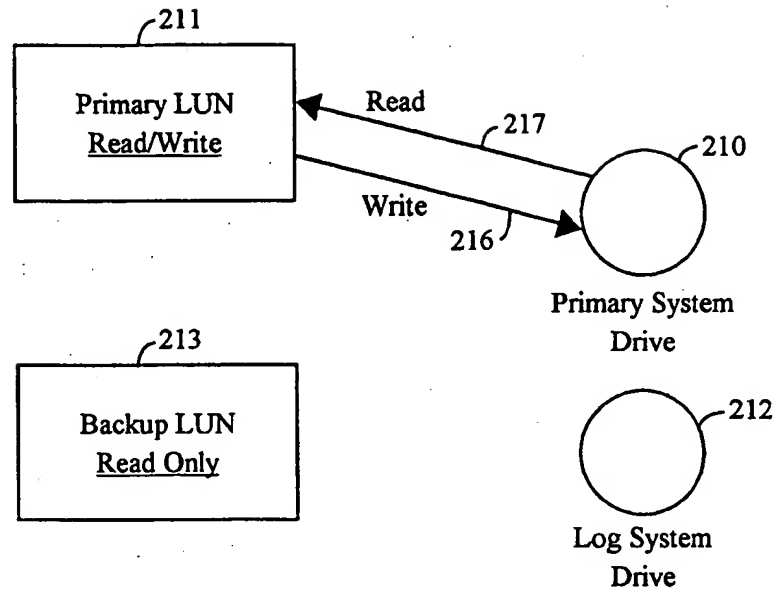 211
Primary LUN
Read/Write
Read
217
210
Write
216
Primary System
Drive
213
Backup LUN
Read Only
212
Log System
Drive